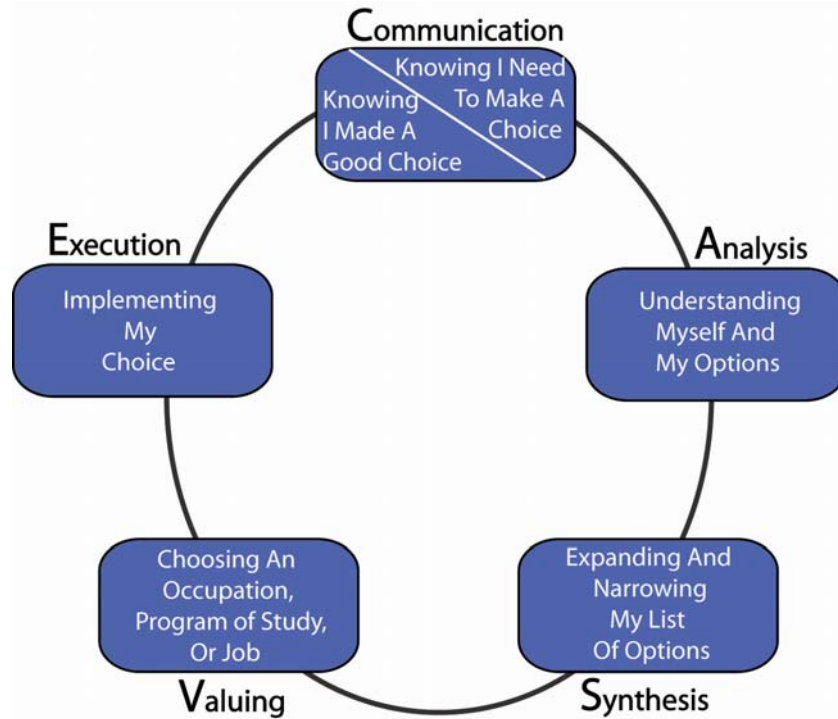 Communication
Knowing I Need
To Make A
Choice
Knowing
I Made A
Good Choice
Analysis
Understanding
Myself And
My Options
Synthesis
Expanding And
Narrowing
My List
Of Options
Valuing
Choosing An
Occupation,
Program of Study,
Or Job
Execution
Implementing
My
Choice